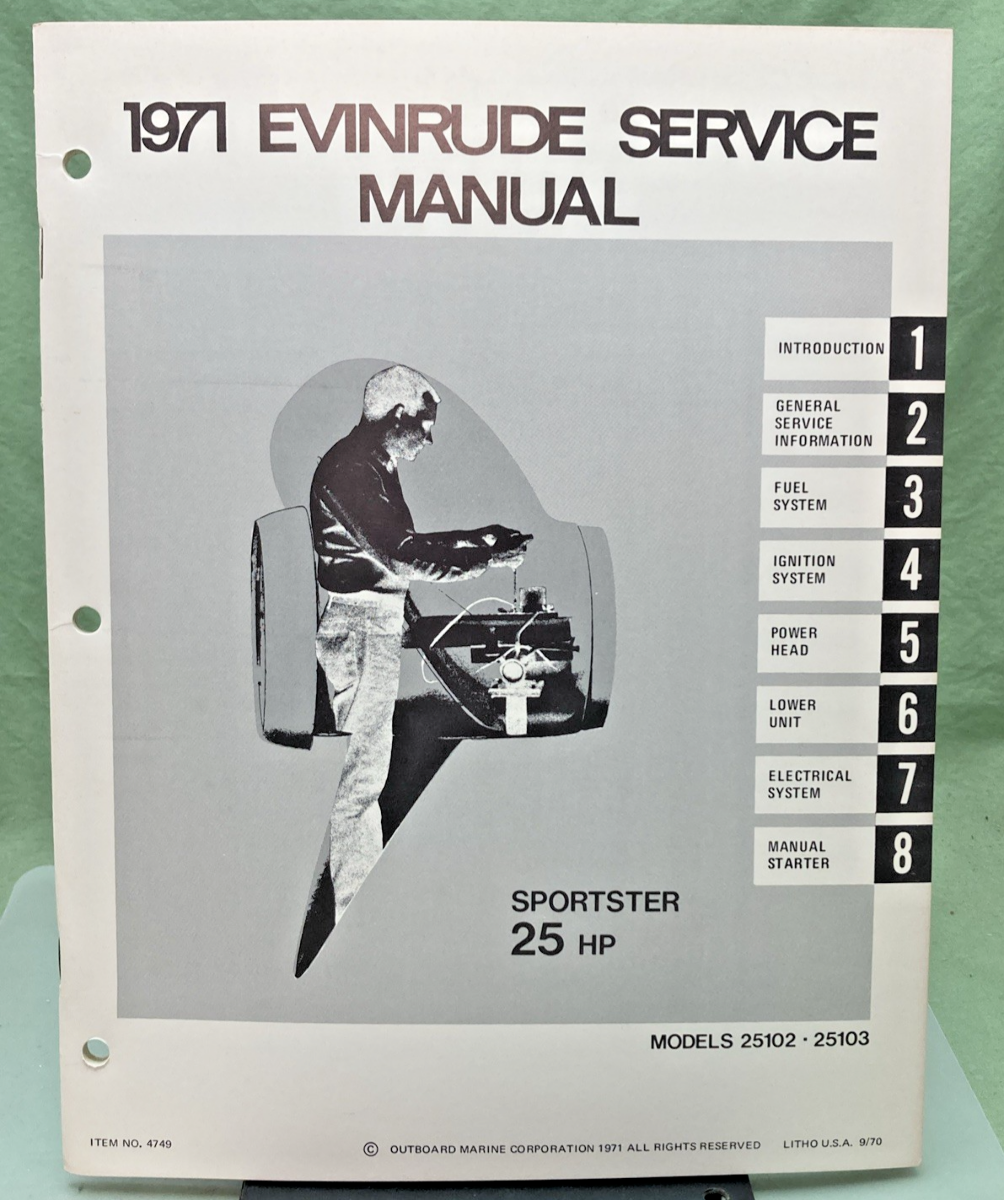 1971 EVINRUDE SERVICE
MANUAL
INTRODUCTION 1
GENERAL
SERVICE
INFORMATION 2
FUEL
SYSTEM 3
IGNITION
SYSTEM 4
POWER
HEAD 5
LOWER
UNIT 6
ELECTRICAL
SYSTEM 7
MANUAL
STARTER 8
SPORTSTER
25 HP
MODELS 25102 · 25103
ITEM NO. 4749
© OUTBOARD MARINE CORPORATION 1971 ALL RIGHTS RESERVED
LITHO U.S.A. 9/70